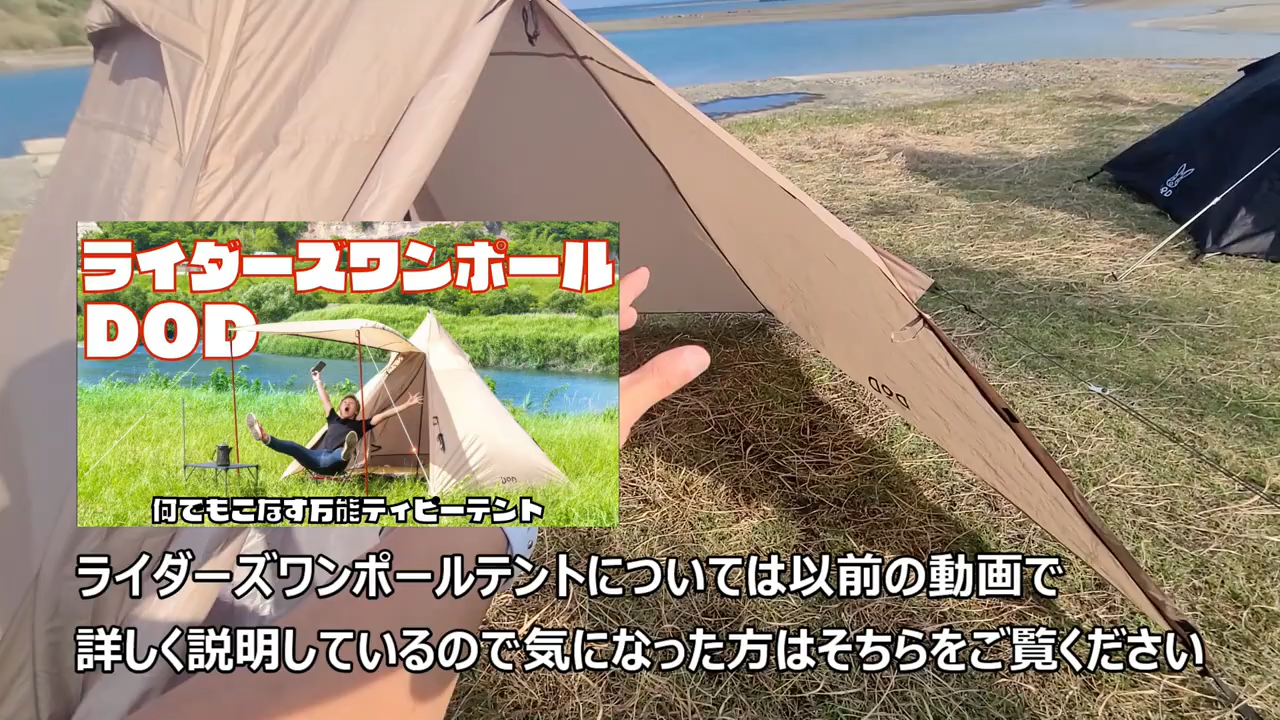 ライダーズワンポール
DOD
何でもこなす万能ティピーテント
DOD
DOD
DOD
ライダーズワンポールテントについては以前の動画で
詳しく説明しているので気になった方はそちらをご覧ください